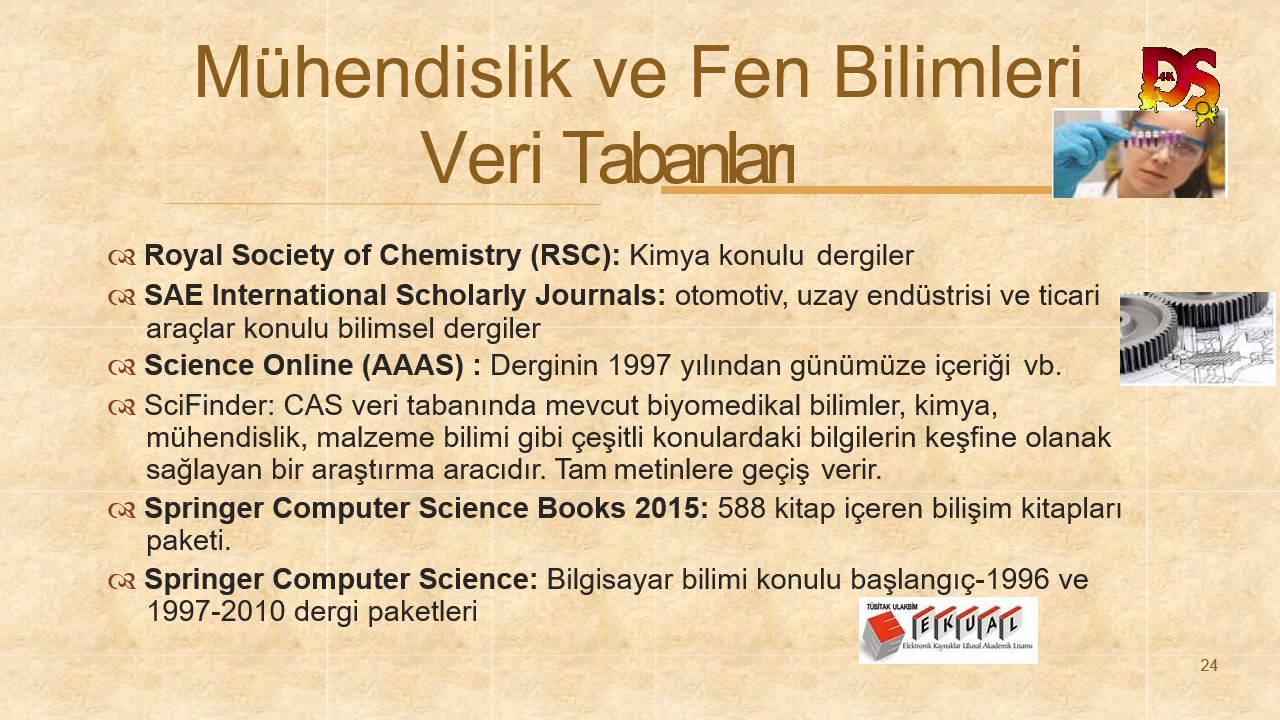 Mühendislik ve Fen Bilimleri
Veri Tabanları
DS
4K
Royal Society of Chemistry (RSC): Kimya konulu dergiler
SAE International Scholarly Journals: otomotiv, uzay endüstrisi ve ticari
araçlar konulu bilimsel dergiler
Science Online (AAAS) : Derginin 1997 yılından günümüze içeriği vb.
SciFinder: CAS veri tabanında mevcut biyomedikal bilimler, kimya,
mühendislik, malzeme bilimi gibi çeşitli konulardaki bilgilerin keşfine olanak
sağlayan bir araştırma aracıdır. Tam metinlere geçiş verir.
Springer Computer Science Books 2015: 588 kitap içeren bilişim kitapları
paketi.
Springer Computer Science: Bilgisayar bilimi konulu başlangıç-1996 ve
1997-2010 dergi paketleri
TÜBİTAK ULAKBİM
EKUAL
Elektronik Kaynaklar Ulusal Akademik Lisansı
24